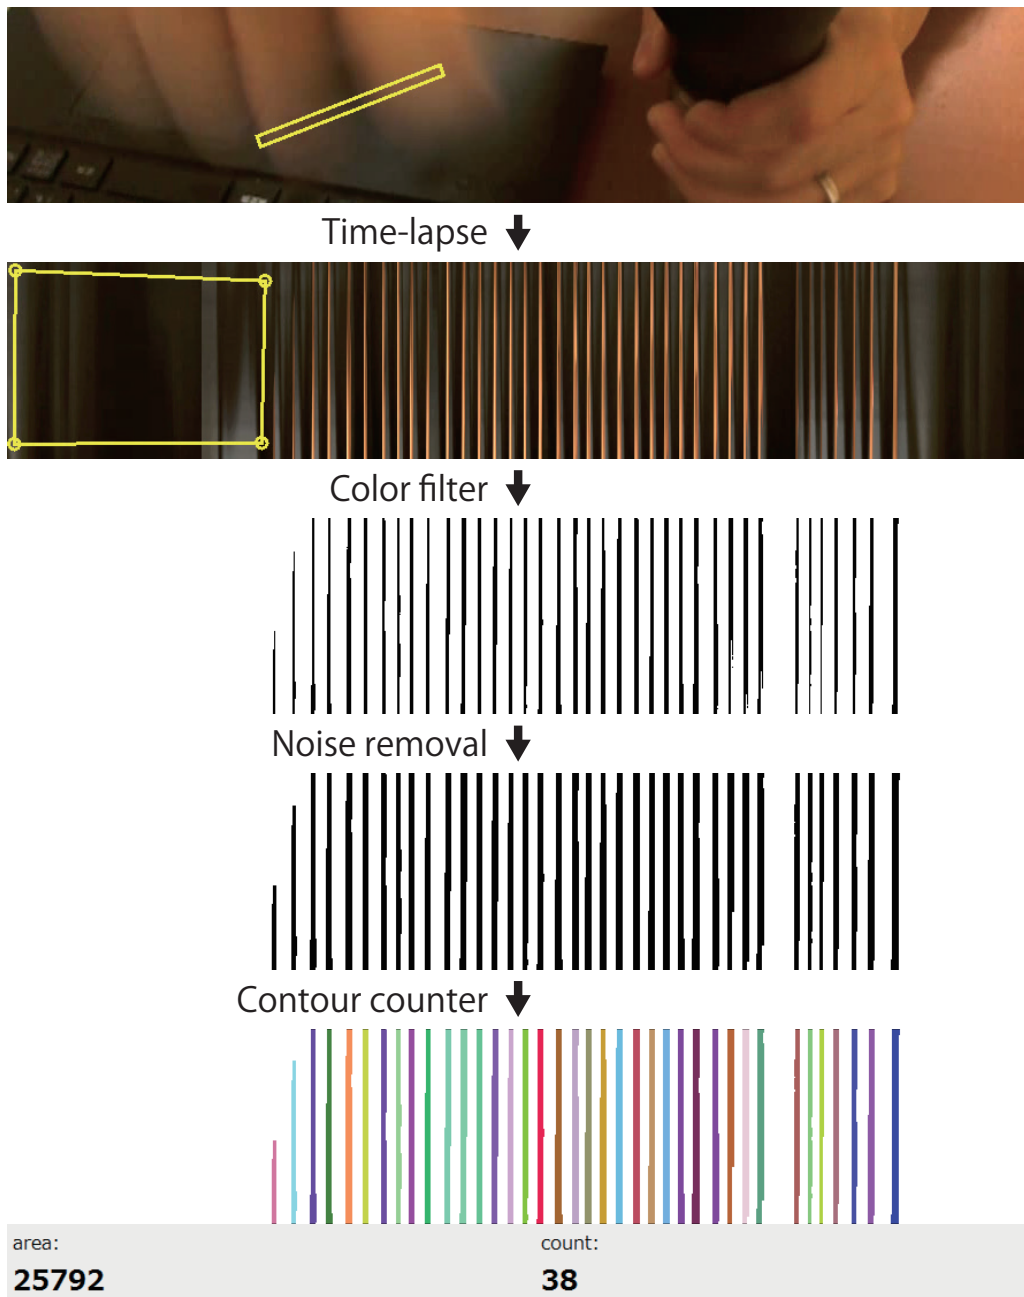 Time-lapse
Color filter
Noise removal
Contour counter
area:
count:
25792
38